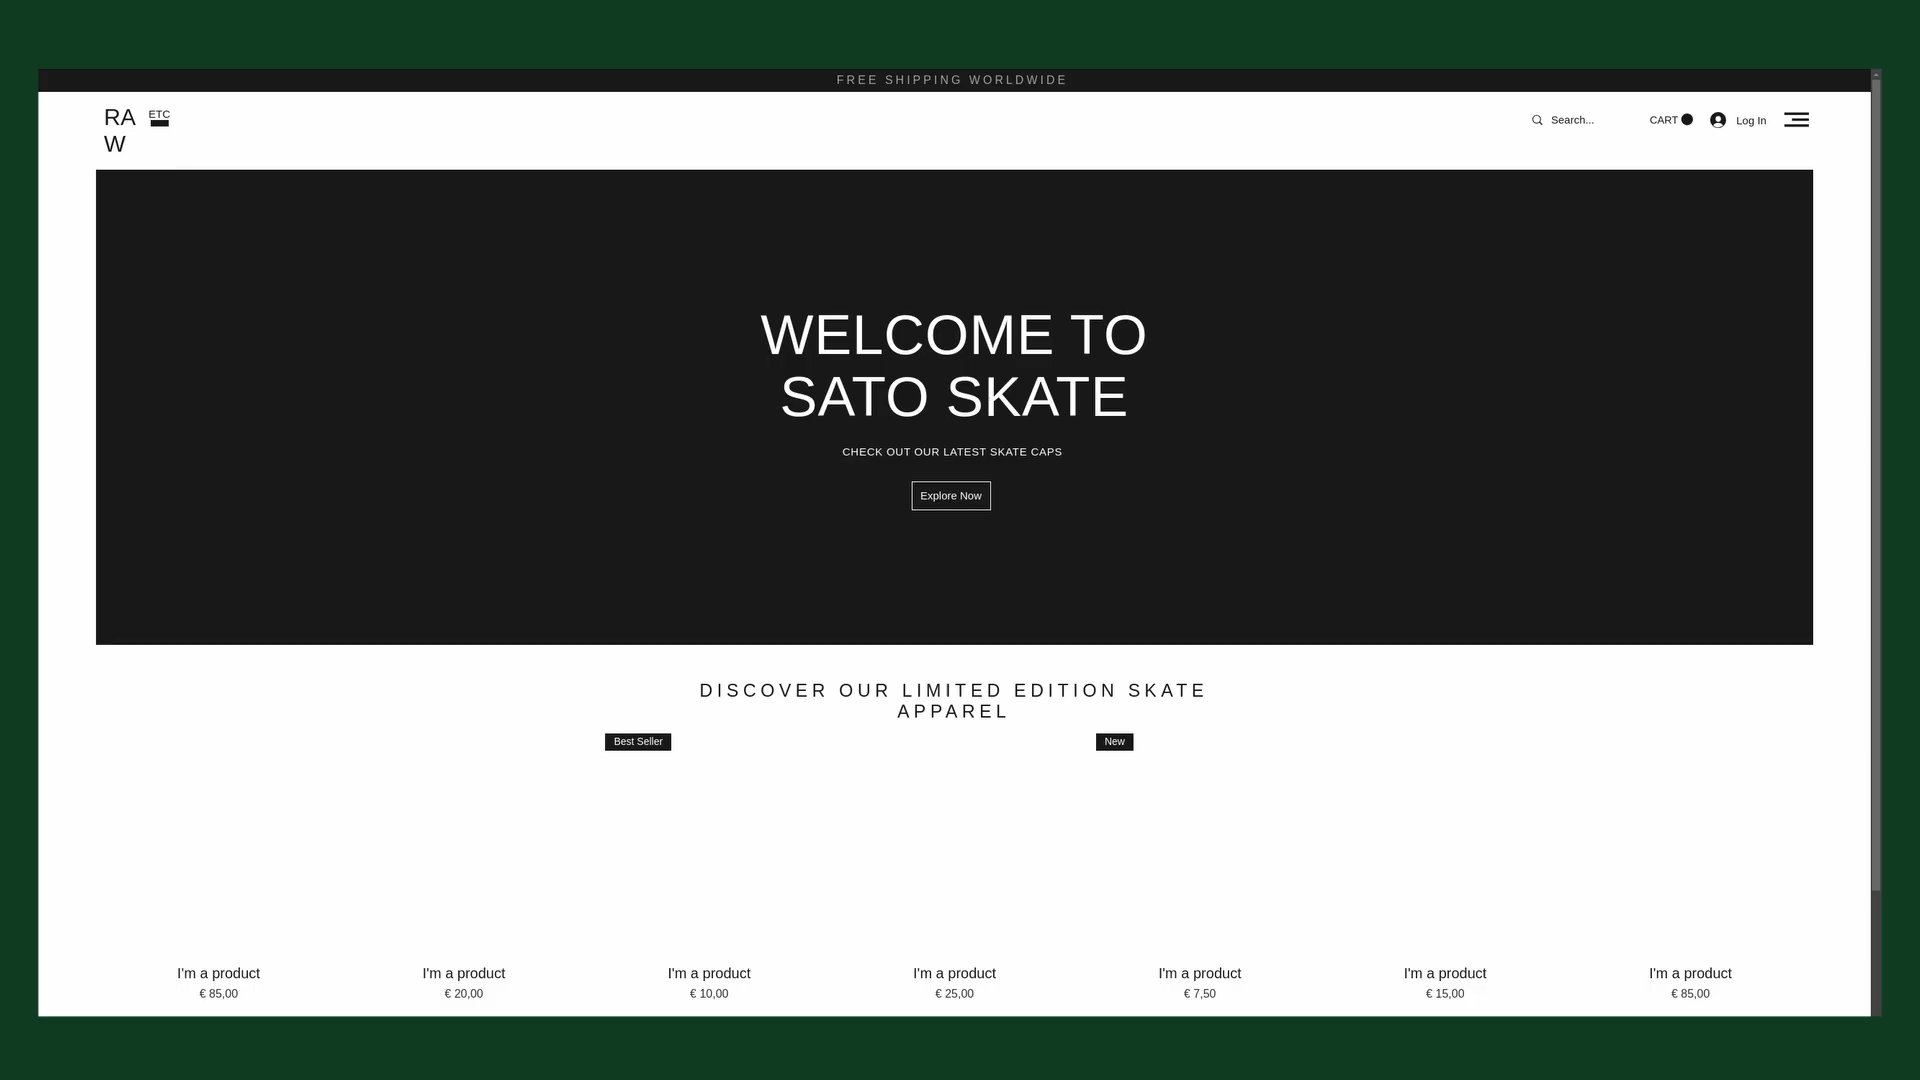 FREE SHIPPING WORLDWIDE
RA
W
ETC
Search...
CART
Log In
WELCOME TO
SATO SKATE
CHECK OUT OUR LATEST SKATE CAPS
Explore Now
DISCOVER OUR LIMITED EDITION SKATE
APPAREL
Best Seller
New
I'm a product
€ 85,00
I'm a product
€ 20,00
I'm a product
€ 10,00
I'm a product
€ 25,00
I'm a product
€ 7,50
I'm a product
€ 15,00
I'm a product
€ 85,00